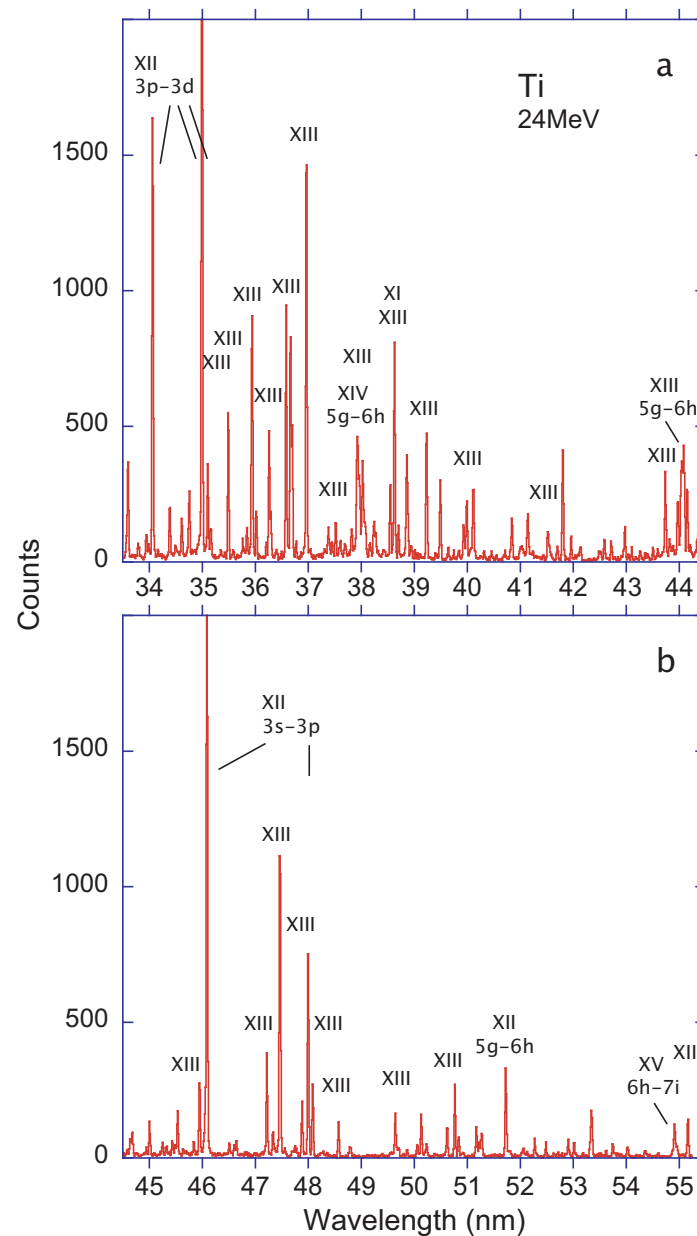 a
XII
3p-3d
Ti
24MeV
XIII
XIII
XIII
XIII
XIII
XIII
XI
XIII
XIII
XIII
XIV
5g-6h
XIII
XIII
XIII
XIII
XIII
5g-6h
XIII
1500
1000
500
0
34 35 36 37 38 39 40 41 42 43 44
Counts
b
XII
3s-3p
XIII
XIII
XIII
XIII
XIII
XIII
XIII
XIII
XII
5g-6h
XV
6h-7i
XII
1500
1000
500
0
45 46 47 48 49 50 51 52 53 54 55
Wavelength (nm)